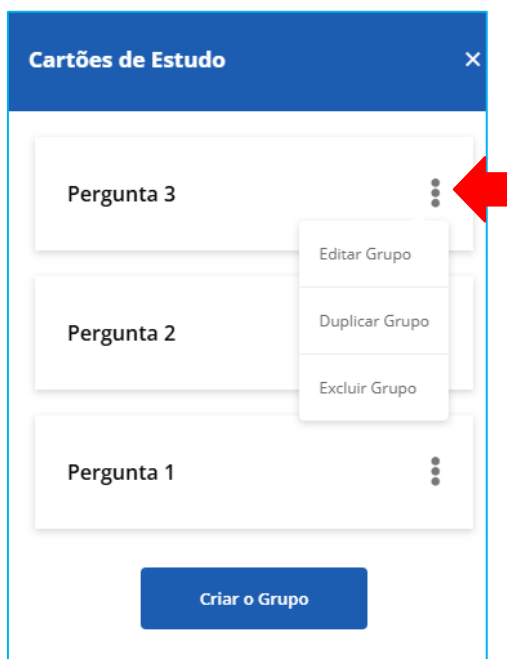 Cartões de Estudo
Pergunta 3
Editar Grupo
Duplicar Grupo
Pergunta 2
Excluir Grupo
Pergunta 1
Criar o Grupo